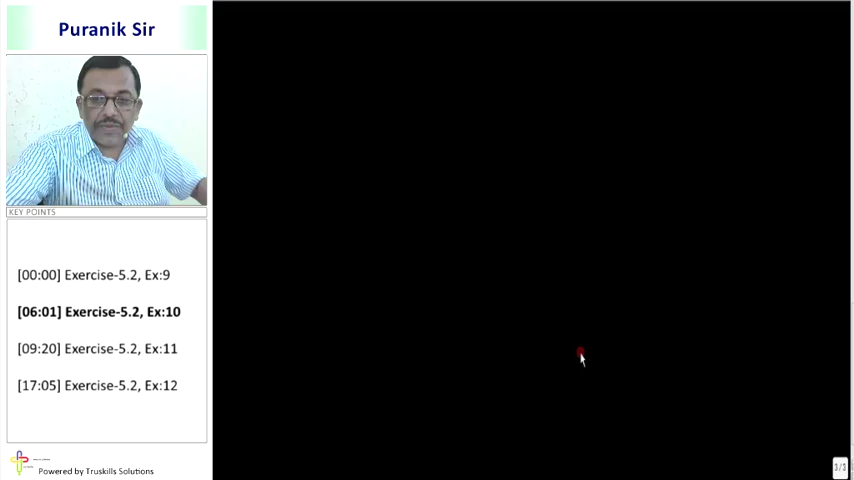 Puranik Sir
KEY POINTS
[00:00] Exercise-5.2, Ex:9
[06:01] Exercise-5.2, Ex:10
[09:20] Exercise-5.2, Ex:11
[17:05] Exercise-5.2, Ex:12
Powered by Truskills Solutions
3/3